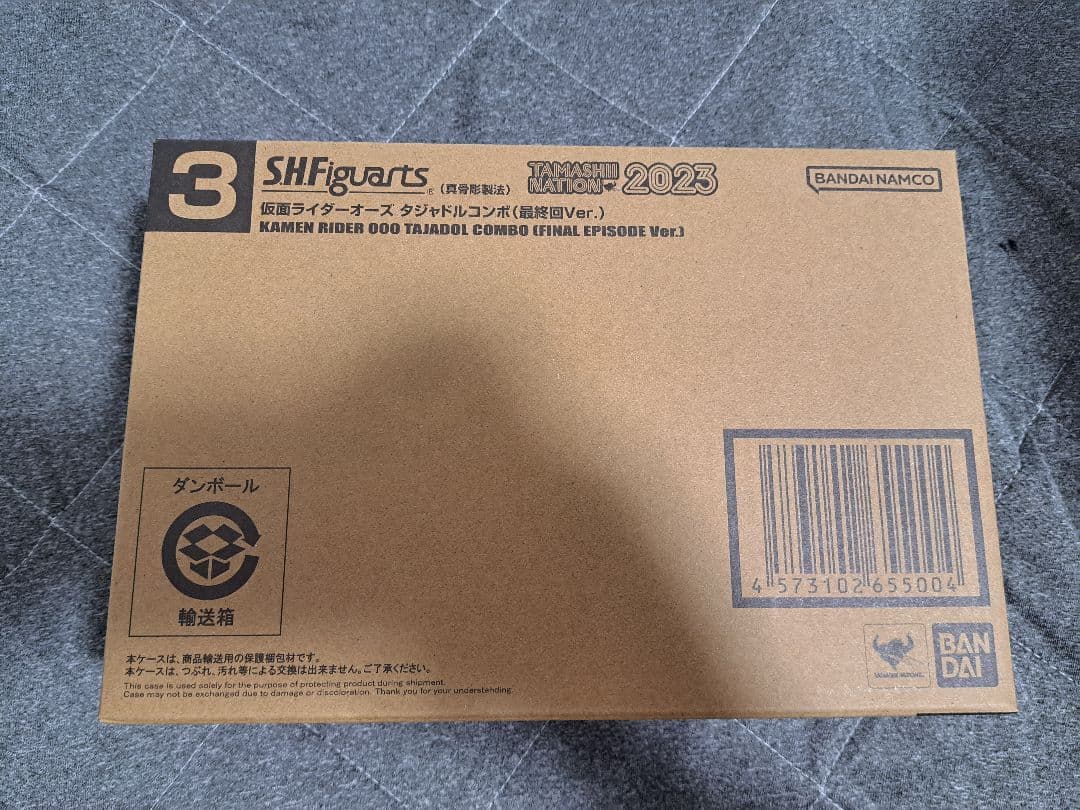 3
S.H.Figuarts® (真骨彫製法)
TAMASHII NATION 2023
BANDAI NAMCO
仮面ライダーオーズ タジャドルコンボ(最終回Ver.)
KAMEN RIDER OOO TAJADOL COMBO (FINAL EPISODE Ver.)
ダンボール
輸送箱
4 573102 655004
本ケースは、商品輸送用の保護梱包材です。
本ケースは、つぶれ、汚れ等による交換は出来ません。ご了承ください。
This case is used solely for the purpose of protecting product during shipment.
Case may not be exchanged due to damage or discoloration. Thank you for your understanding.
TAMASHII NATIONS
BAN
DAI